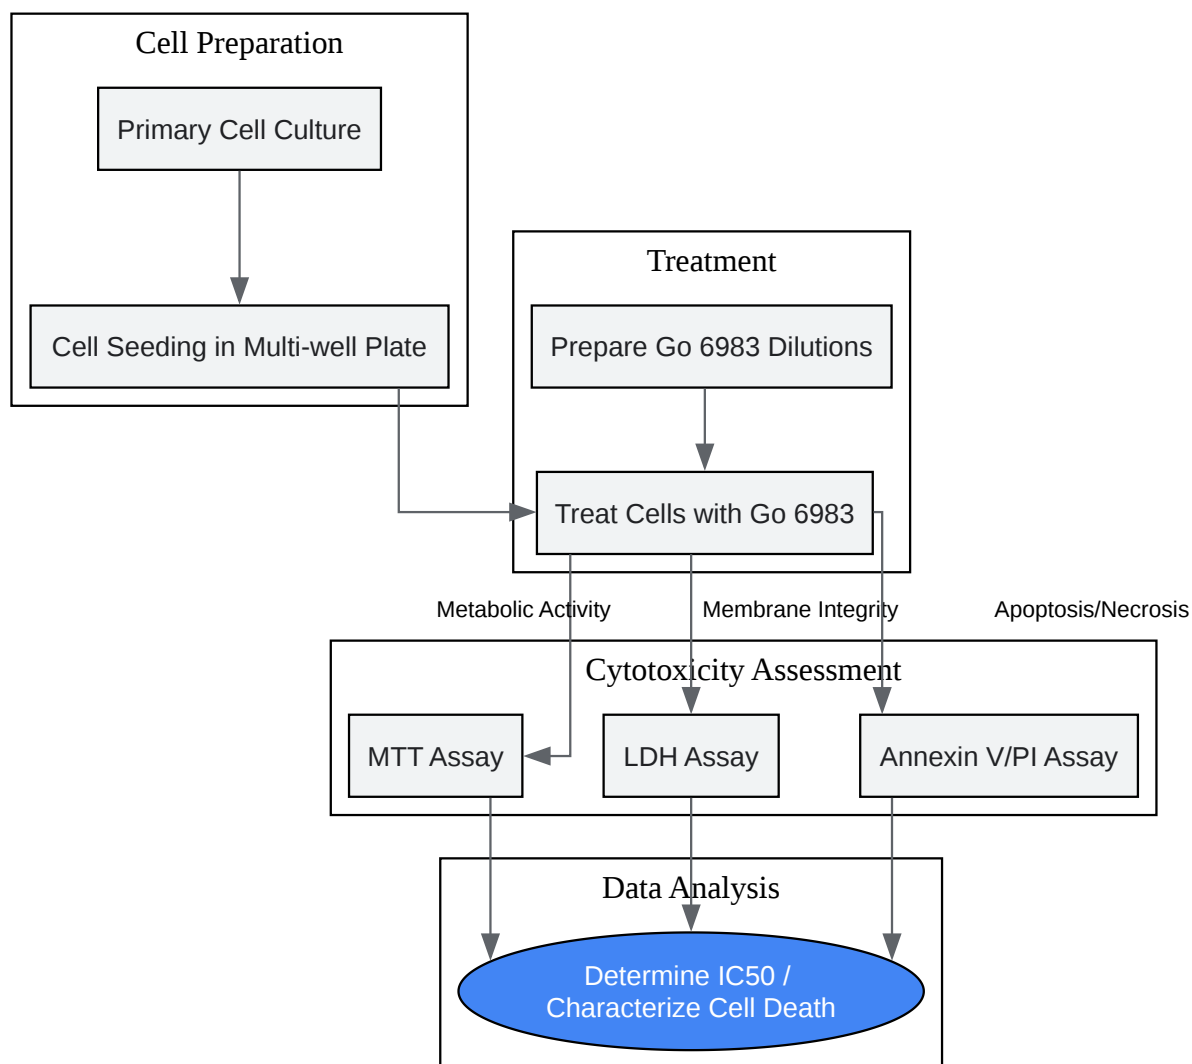 Cell Preparation
Primary Cell Culture
Cell Seeding in Multi-well Plate
Treatment
Prepare Go 6983 Dilutions
Treat Cells with Go 6983
Metabolic Activity
Membrane Integrity
Apoptosis/Necrosis
Cytotoxicity Assessment
MTT Assay
LDH Assay
Annexin V/PI Assay
Data Analysis
Determine IC50 /
Characterize Cell Death